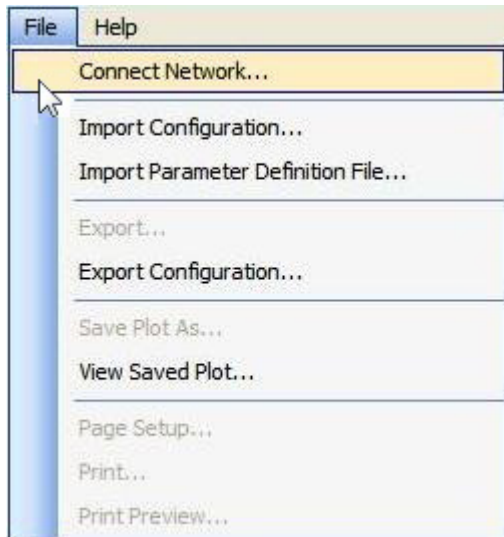 File Help
Connect Network...
Import Configuration...
Import Parameter Definition File...
Export...
Export Configuration...
Save Plot As...
View Saved Plot...
Page Setup...
Print...
Print Preview...